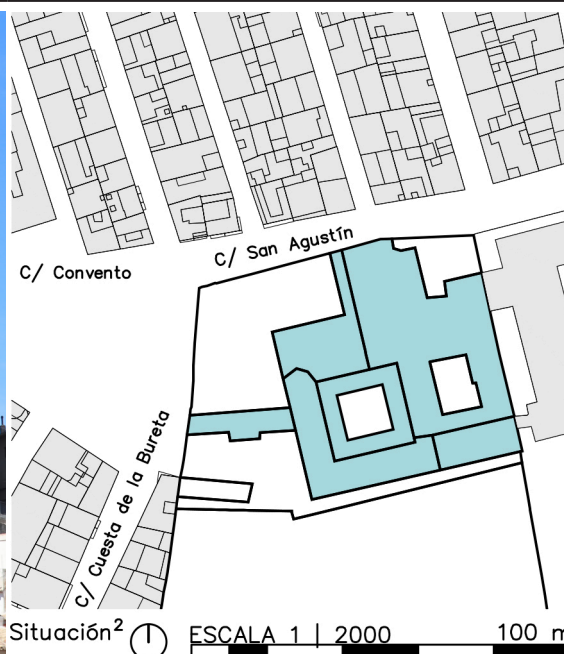 C/ San Agustín
C/ Convento
C/ Cuesta de la Bureta
Situación² ESCALA 1 | 2000 100 m